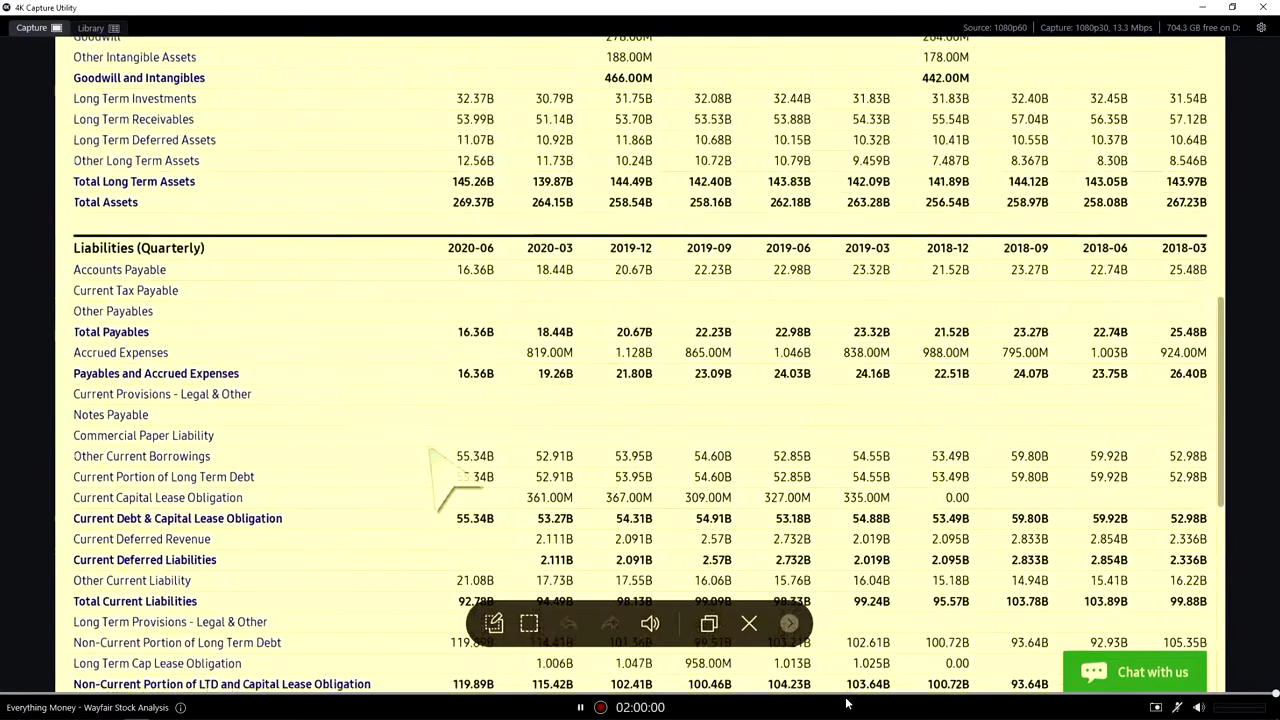 4K Capture Utility
Capture Library Source: 1080p60 Capture: 1080p30, 13.3 Mbps 704.3 GB free on D:
Goodwill
Other Intangible Assets 188.00M 178.00M
Goodwill and Intangibles 466.00M 442.00M
Long Term Investments 32.37B 30.79B 31.75B 32.08B 32.44B 31.83B 31.83B 32.40B 32.45B 31.54B
Long Term Receivables 53.99B 51.14B 53.70B 53.53B 53.88B 54.33B 55.54B 57.04B 56.35B 57.12B
Long Term Deferred Assets 11.07B 10.92B 11.86B 10.68B 10.15B 10.32B 10.41B 10.55B 10.37B 10.64B
Other Long Term Assets 12.56B 11.73B 10.24B 10.72B 10.79B 9.459B 7.487B 8.367B 8.30B 8.546B
Total Long Term Assets 145.26B 139.87B 144.49B 142.40B 143.83B 142.09B 141.89B 144.12B 143.05B 143.97B
Total Assets 269.37B 264.15B 258.54B 258.16B 262.18B 263.28B 256.54B 258.97B 258.08B 267.23B
Liabilities (Quarterly) 2020-06 2020-03 2019-12 2019-09 2019-06 2019-03 2018-12 2018-09 2018-06 2018-03
Accounts Payable 16.36B 18.44B 20.67B 22.23B 22.98B 23.32B 21.52B 23.27B 22.74B 25.48B
Current Tax Payable
Other Payables
Total Payables 16.36B 18.44B 20.67B 22.23B 22.98B 23.32B 21.52B 23.27B 22.74B 25.48B
Accrued Expenses 819.00M 1.128B 865.00M 1.046B 838.00M 988.00M 795.00M 1.003B 924.00M
Payables and Accrued Expenses 16.36B 19.26B 21.80B 23.09B 24.03B 24.16B 22.51B 24.07B 23.75B 26.40B
Current Provisions - Legal & Other
Notes Payable
Commercial Paper Liability
Other Current Borrowings 55.34B 52.91B 53.95B 54.60B 52.85B 54.55B 53.49B 59.80B 59.92B 52.98B
Current Portion of Long Term Debt 52.91B 53.95B 54.60B 52.85B 54.55B 53.49B 59.80B 59.92B 52.98B
Current Capital Lease Obligation 361.00M 367.00M 309.00M 327.00M 335.00M 0.00
Current Debt & Capital Lease Obligation 55.34B 53.27B 54.31B 54.91B 53.18B 54.88B 53.49B 59.80B 59.92B 52.98B
Current Deferred Revenue 2.111B 2.091B 2.57B 2.732B 2.019B 2.095B 2.833B 2.854B 2.336B
Current Deferred Liabilities 2.111B 2.091B 2.57B 2.732B 2.019B 2.095B 2.833B 2.854B 2.336B
Other Current Liability 21.08B 17.73B 17.55B 16.06B 15.76B 16.04B 15.18B 14.94B 15.41B 16.22B
Total Current Liabilities 92.78B 94.49B 98.13B 99.09B 98.33B 99.24B 95.57B 103.78B 103.89B 99.88B
Long Term Provisions - Legal & Other
Non-Current Portion of Long Term Debt 102.61B 100.72B 93.64B 92.93B 105.35B
Long Term Cap Lease Obligation 1.006B 1.047B 958.00M 1.013B 1.025B 0.00
Non-Current Portion of LTD and Capital Lease Obligation 119.89B 115.42B 102.41B 100.46B 104.23B 103.64B 100.72B 93.64B
Chat with us
Everything Money - Wayfair Stock Analysis 02:00:00